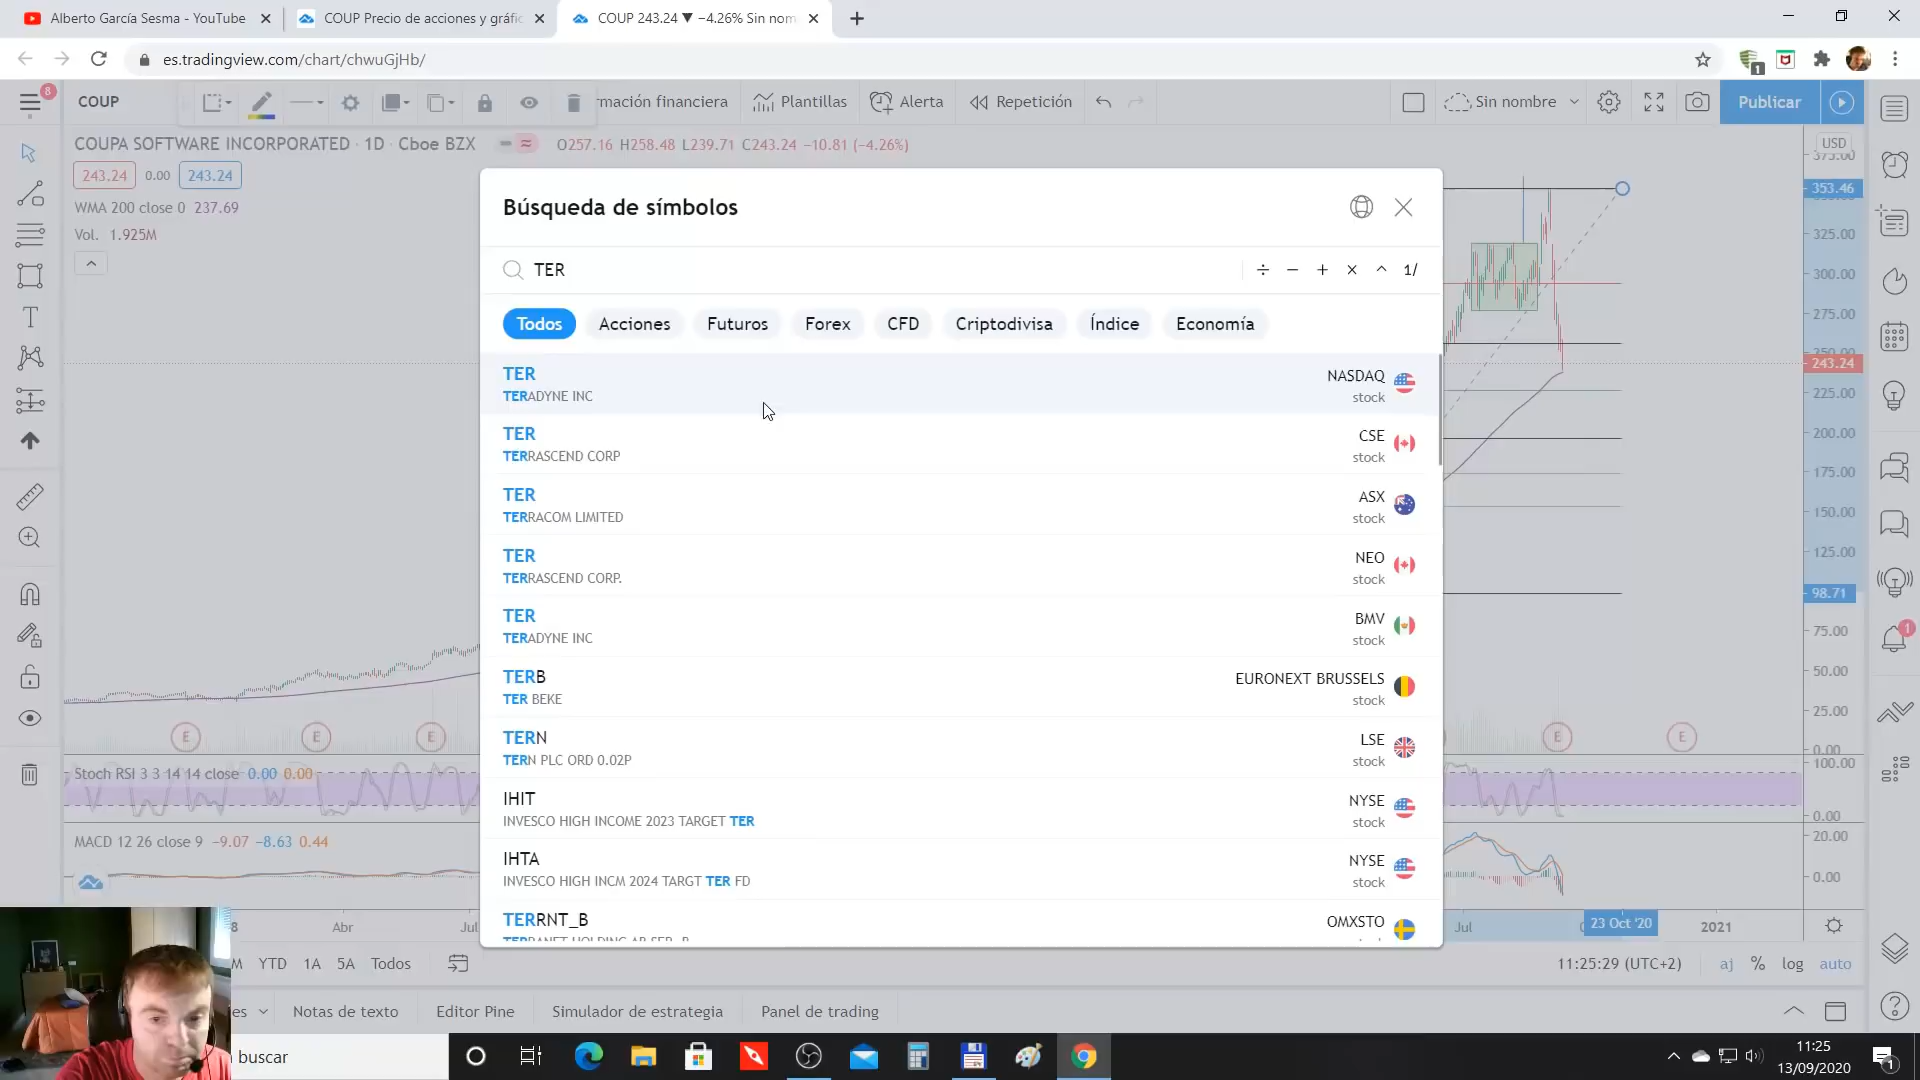 Alberto García Sesma - YouTube
COUP Precio de acciones y gráfic
COUP 243.24 ▼ −4.26% Sin nom
es.tradingview.com/chart/chwuGjHb/
1
8
COUP
rmación financiera
Plantillas
Alerta
Repetición
Sin nombre
Publicar
COUPA SOFTWARE INCORPORATED · 1D · Cboe BZX
O257.16 H258.48 L239.71 C243.24 −10.81 (−4.26%)
243.24 0.00 243.24
WMA 200 close 0 237.69
Vol. 1.925M
Búsqueda de símbolos
TER
÷ − + × ^ 1/
Todos Acciones Futuros Forex CFD Criptodivisa Índice Economía
TER
TERADYNE INC
NASDAQ
stock
TER
TERRASCEND CORP
CSE
stock
TER
TERRACOM LIMITED
ASX
stock
TER
TERRASCEND CORP.
NEO
stock
TER
TERADYNE INC
BMV
stock
TERB
TER BEKE
EURONEXT BRUSSELS
stock
TERN
TERN PLC ORD 0.02P
LSE
stock
IHIT
INVESCO HIGH INCOME 2023 TARGET TER
NYSE
stock
IHTA
INVESCO HIGH INCM 2024 TARGT TER FD
NYSE
stock
TERRNT_B
OMXSTO
USD
375.00
353.46
325.00
300.00
275.00
250.00
243.24
225.00
200.00
175.00
150.00
125.00
98.71
75.00
50.00
25.00
0.00
100.00
0.00
20.00
0.00
1
E E E E E
Stoch RSI 3 3 14 14 close 0.00 0.00
MACD 12 26 close 9 −9.07 −8.63 0.44
8 Abr Jul Jul 23 Oct '20 2021
M YTD 1A 5A Todos
11:25:29 (UTC+2)
aj % log auto
es
Notas de texto
Editor Pine
Simulador de estrategia
Panel de trading
buscar
11:25
13/09/2020
1